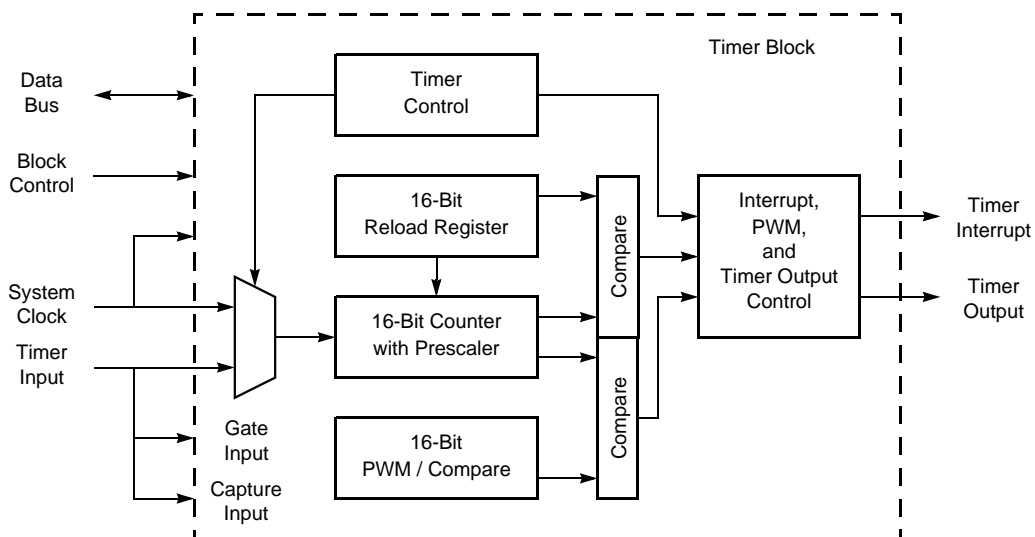 Timer Block
Data
Bus
Timer
Control
Block
Control
16-Bit
Reload Register
Compare
Interrupt,
PWM,
and
Timer Output
Control
Timer
Interrupt
System
Clock
16-Bit Counter
with Prescaler
Timer
Output
Timer
Input
Compare
Gate
Input
16-Bit
PWM / Compare
Capture
Input